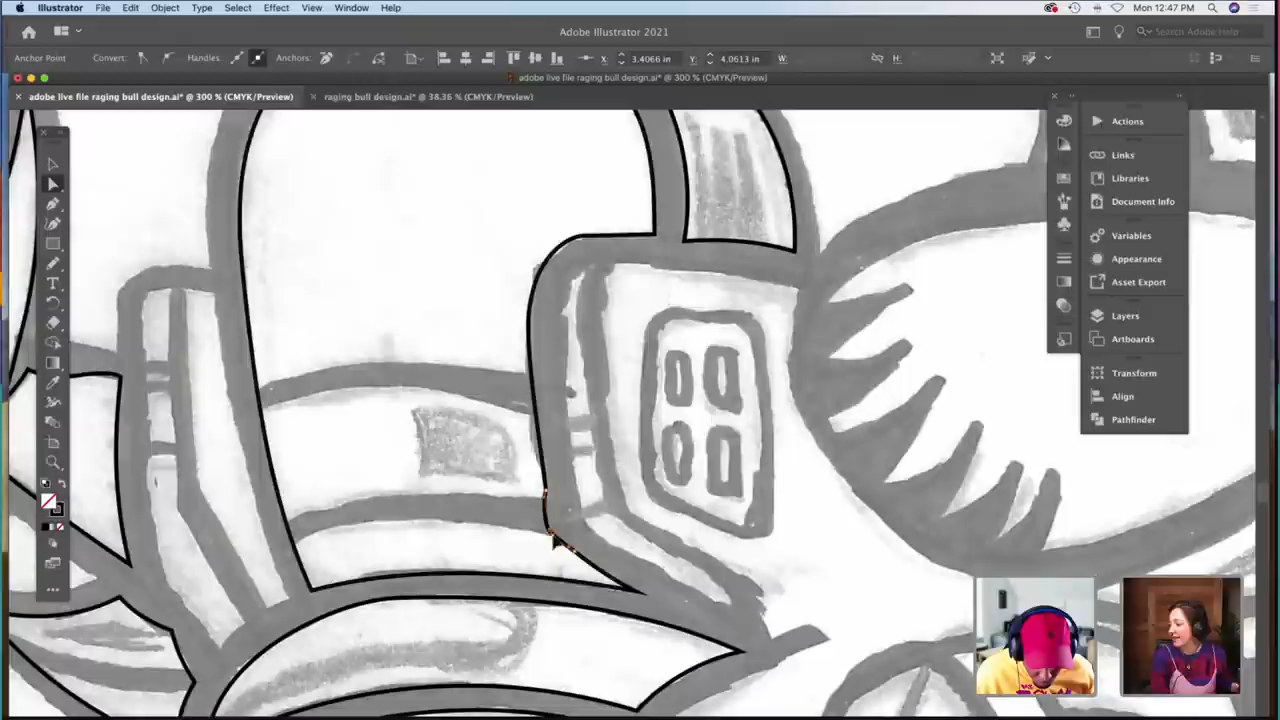 Illustrator File Edit Object Type Select Effect View Window Help Mon 12:47 PM
Adobe Illustrator 2021 Search Adobe Help
Anchor Point Convert: Handles: Anchors: X: 3.4066 in Y: 4.0613 in W: H:
adobe live file raging bull design.ai* @ 300 % (CMYK/Preview)
adobe live file raging bull design.ai* @ 300 % (CMYK/Preview) raging bull design.ai* @ 38.36 % (CMYK/Preview)
Actions
Links
Libraries
Document Info
Variables
Appearance
Asset Export
Layers
Artboards
Transform
Align
Pathfinder